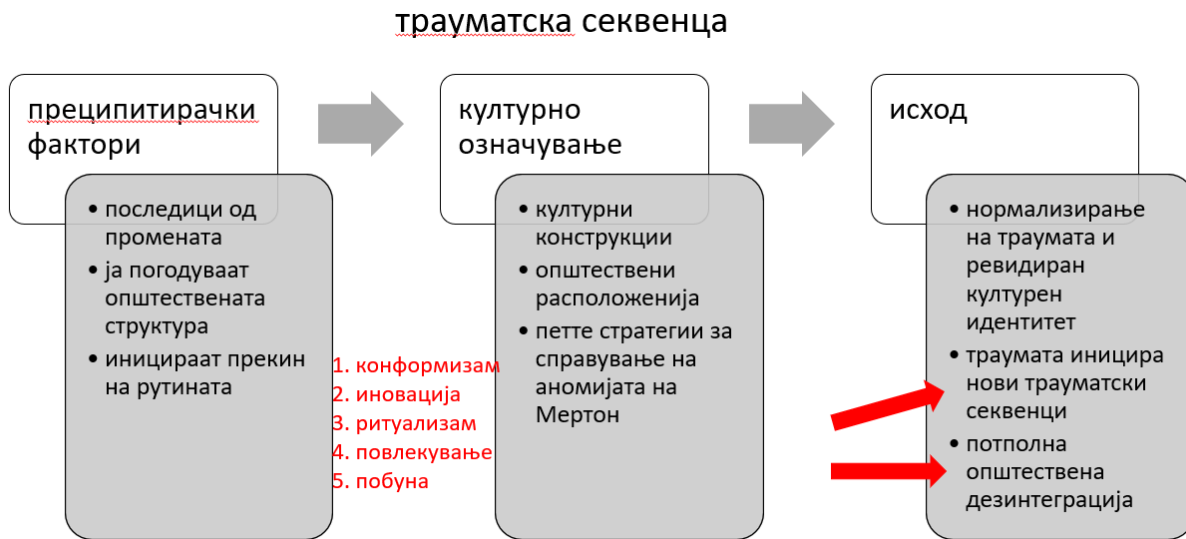 трауматска секвенца
преципитирачки
фактори
• последици од
промената
• ја погодуваат
општествената
структура
• иницираат прекин
на рутината
1. конформизам
2. иновација
3. ритуализам
4. повлекување
5. побуна
културно
означување
• културни
конструкции
• општествени
расположенија
• петте стратегии за
справување на
аномијата на
Мертон
исход
• нормализирање
на траумата и
ревидиран
културен
идентитет
• траумата иницира
нови трауматски
секвенци
• потполна
општествена
дезинтеграција